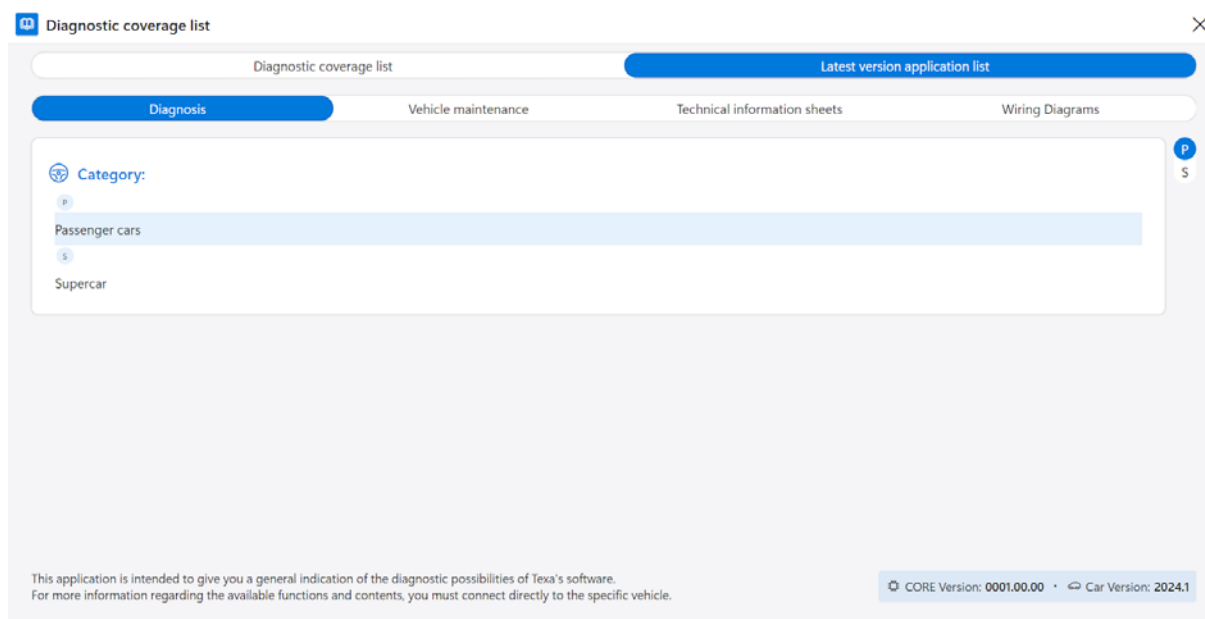 Diagnostic coverage list
Diagnostic coverage list
Latest version application list
Diagnosis
Vehicle maintenance
Technical information sheets
Wiring Diagrams
Category:
P
Passenger cars
S
Supercar
P
S
This application is intended to give you a general indication of the diagnostic possibilities of Texa's software.
For more information regarding the available functions and contents, you must connect directly to the specific vehicle.
CORE Version: 0001.00.00 · Car Version: 2024.1